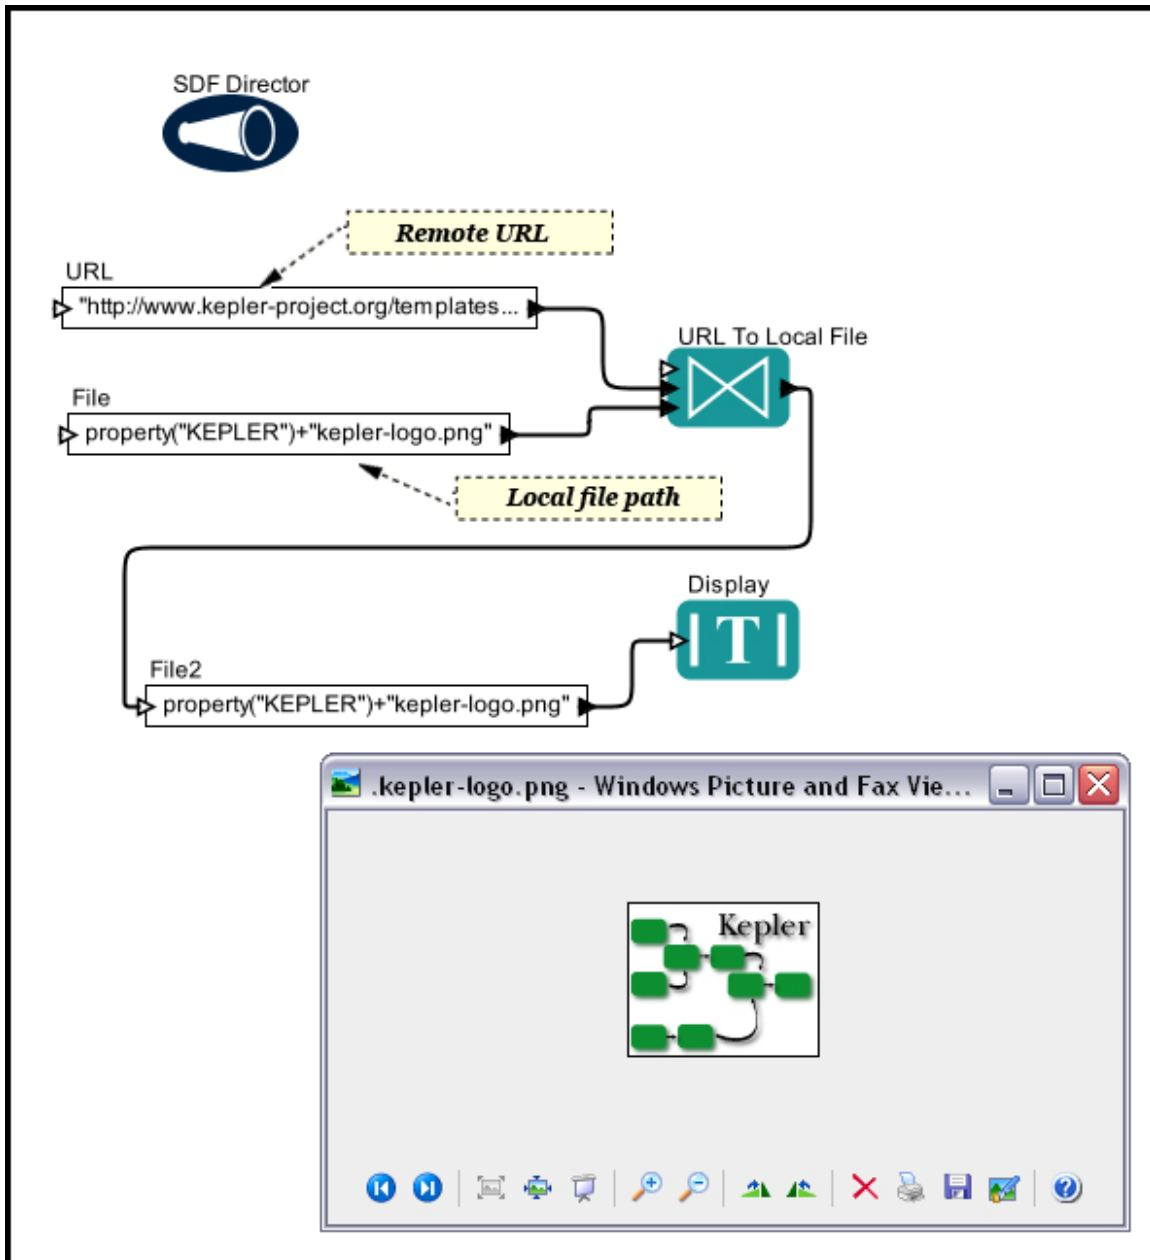 SDF Director
Remote URL
URL
"http://www.kepler-project.org/templates...
URL To Local File
File
property("KEPLER")+"kepler-logo.png"
Local file path
Display
T
File2
property("KEPLER")+"kepler-logo.png"
.kepler-logo.png - Windows Picture and Fax Vie...
Kepler